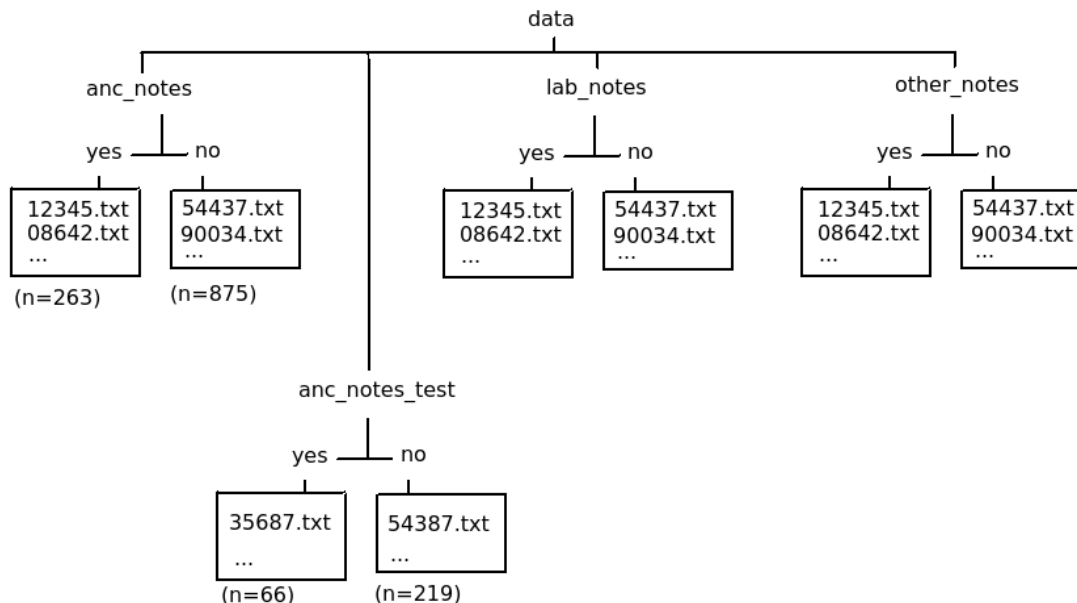 data
anc_notes
lab_notes
other_notes
yes no
yes no
yes no
12345.txt
08642.txt
...
54437.txt
90034.txt
...
12345.txt
08642.txt
...
54437.txt
90034.txt
...
12345.txt
08642.txt
...
54437.txt
90034.txt
...
(n=263)
(n=875)
anc_notes_test
yes no
35687.txt
...
54387.txt
...
(n=66)
(n=219)